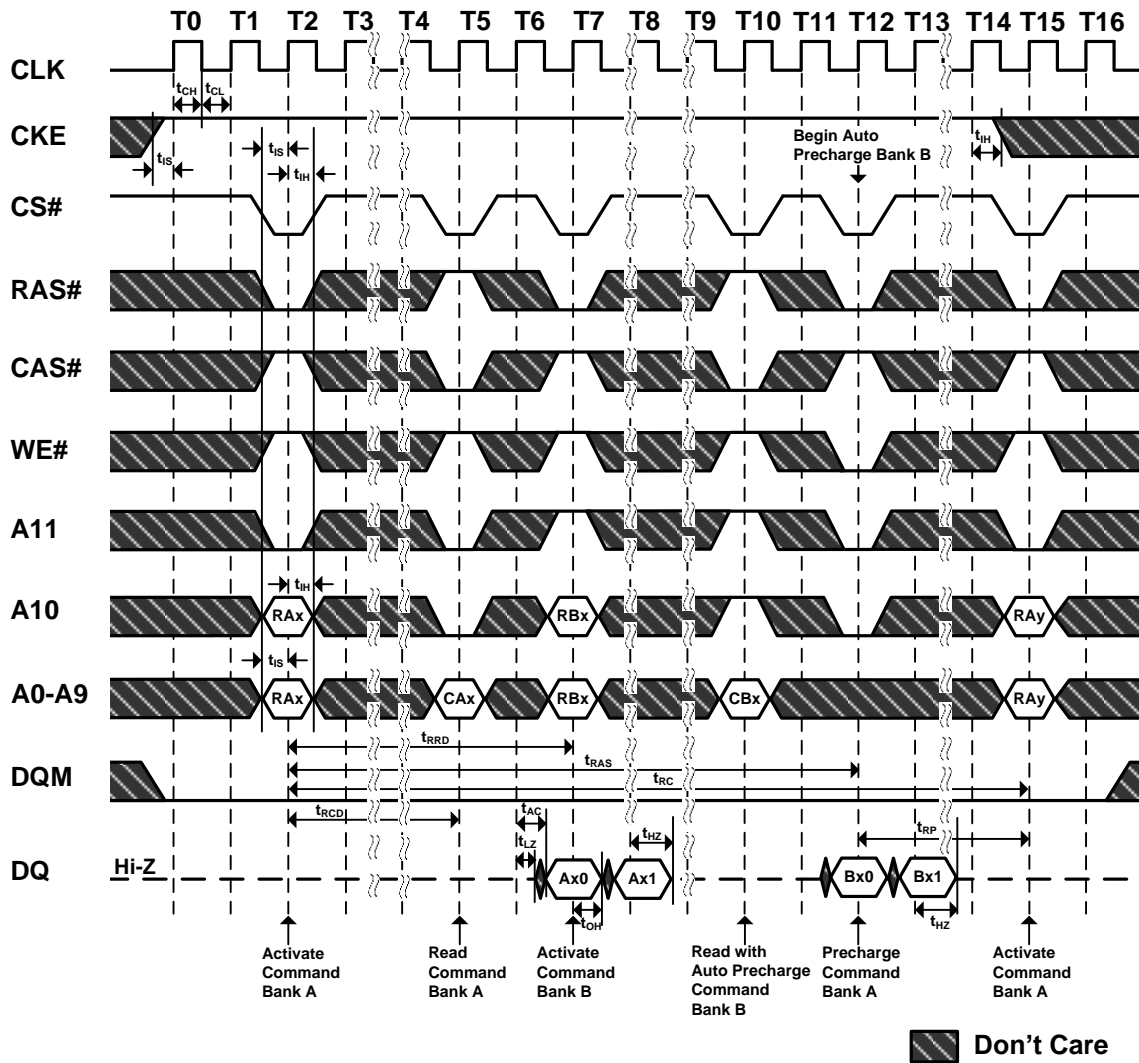 T0 T1 T2 T3 T4 T5 T6 T7 T8 T9 T10 T11 T12 T13 T14 T15 T16
CLK
tCH tCL
CKE
tIS
tIS
tIH
Begin Auto
Precharge Bank B
tIH
CS#
RAS#
CAS#
WE#
A11
tIH
A10
RAx RBx RAy
tIS
A0-A9
RAx CAx RBx CBx RAy
tRRD
tRAS
DQM
tRC
tRCD
tAC
tLZ
tHZ
tRP
DQ
Hi-Z
Ax0 Ax1 Bx0 Bx1
tOH
tHZ
Activate
Command
Bank A
Read
Command
Bank A
Activate
Command
Bank B
Read with
Auto Precharge
Command
Bank B
Precharge
Command
Bank A
Activate
Command
Bank A
Don't Care